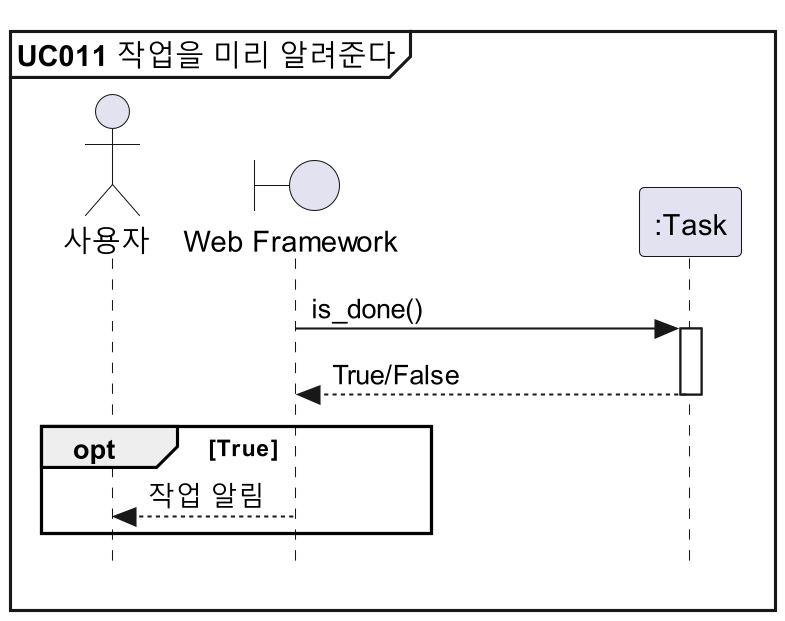 UC011 작업을 미리 알려준다
사용자
Web Framework
:Task
is_done()
True/False
opt
[True]
작업 알림